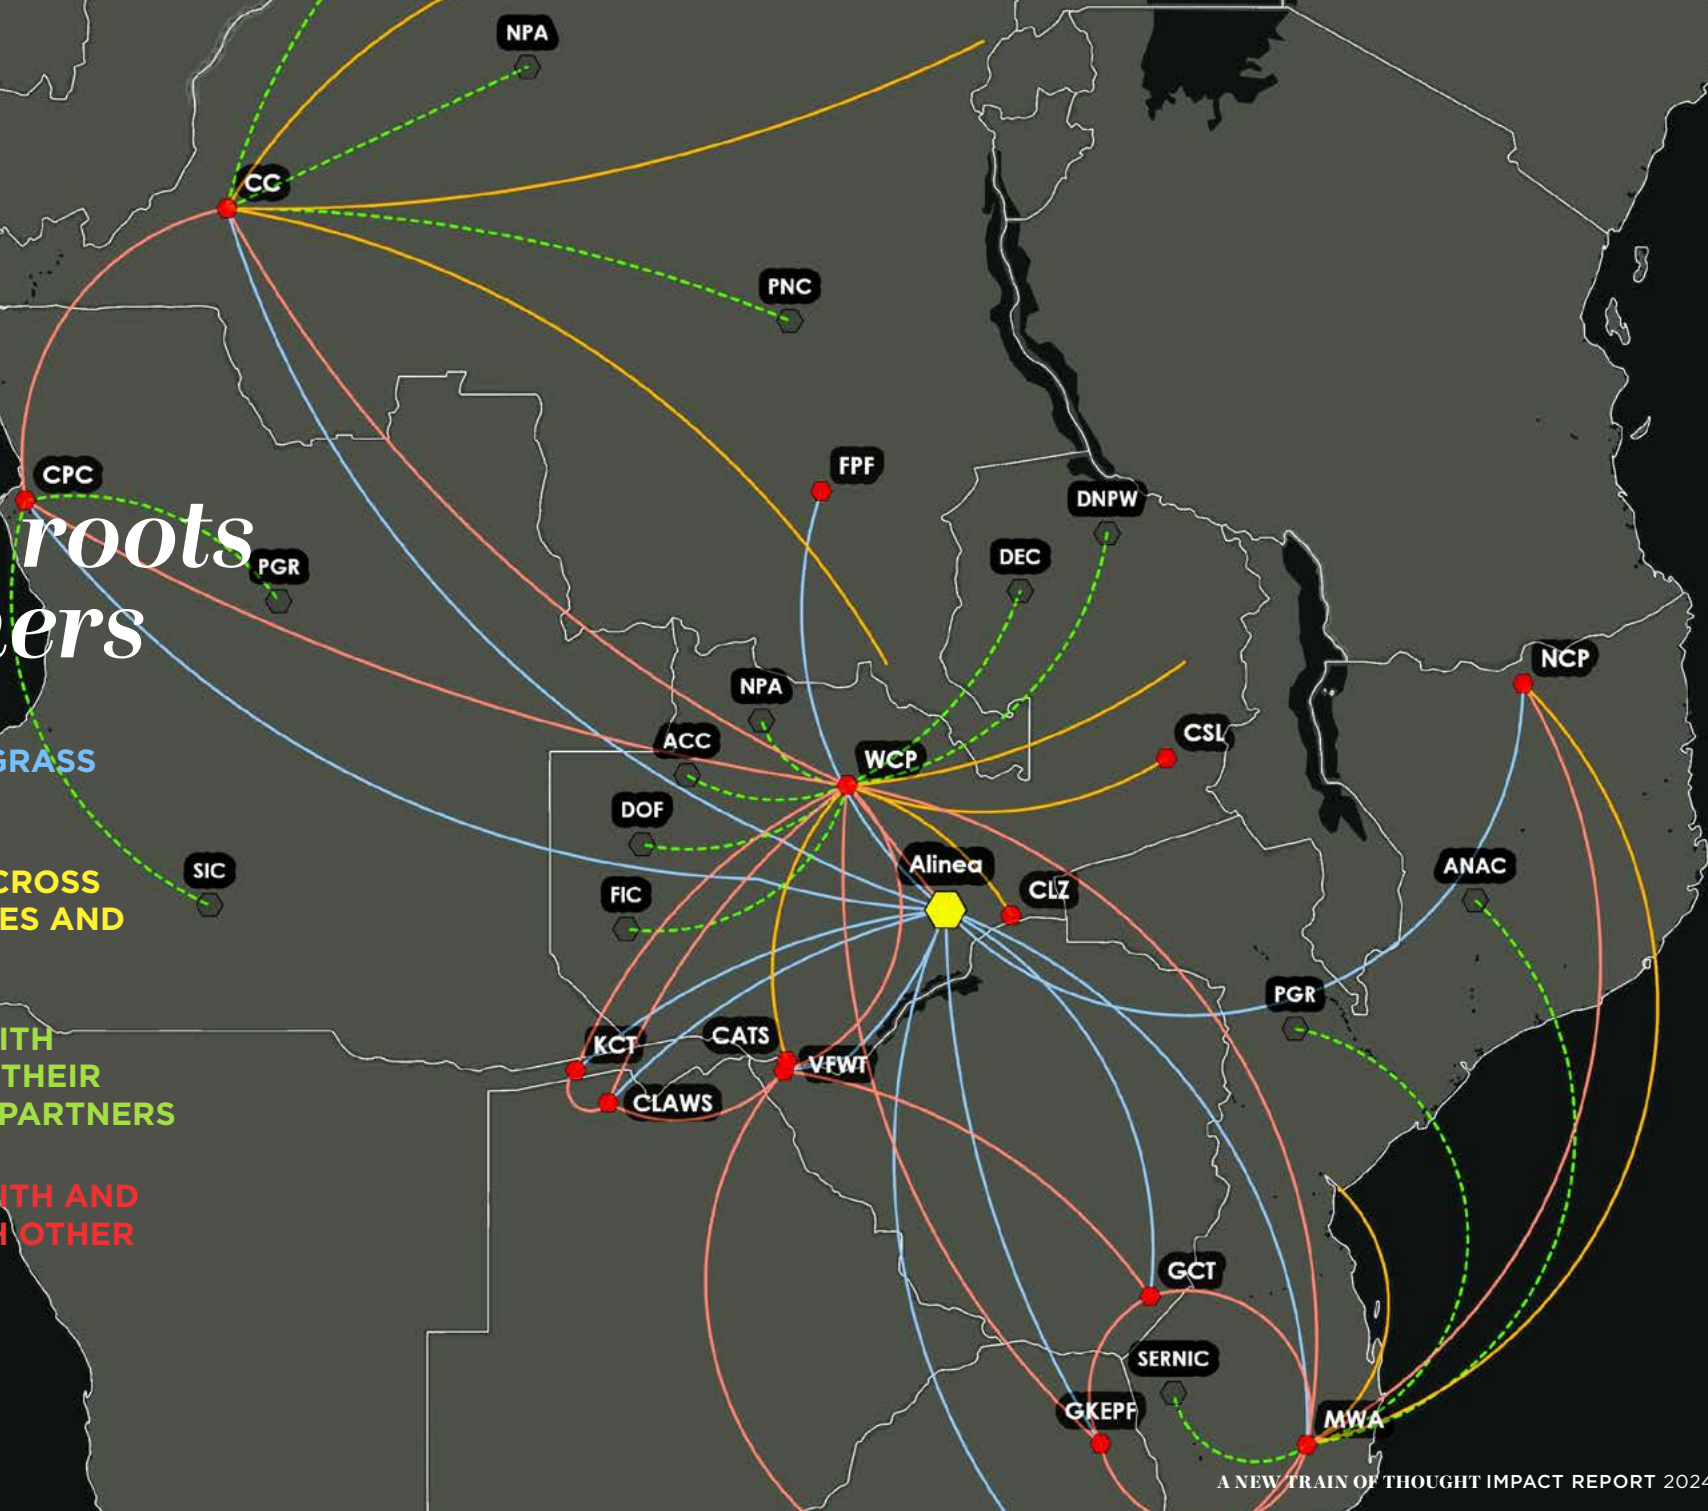 NPA
CC
PNC
FPF
CPC
DNPW
roots
DEC
PGR
ers
NCP
NPA
CSL
ACC
WCP
GRASS
DOF
Alinea
ANAC
SIC
CROSS
CLZ
FIC
ES AND
PGR
ITH
CATS
KCT
VFWT
THEIR
CLAWS
PARTNERS
ITH AND
H OTHER
GCT
SERNIC
GKEPF
MWA
A NEW TRAIN OF THOUGHT IMPACT REPORT 2024